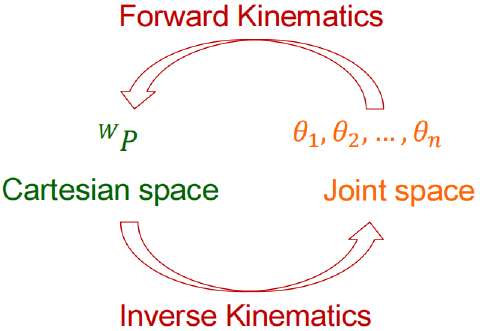 Forward Kinematics
ᵂP
θ₁, θ₂, … , θₙ
Cartesian space
Joint space
Inverse Kinematics